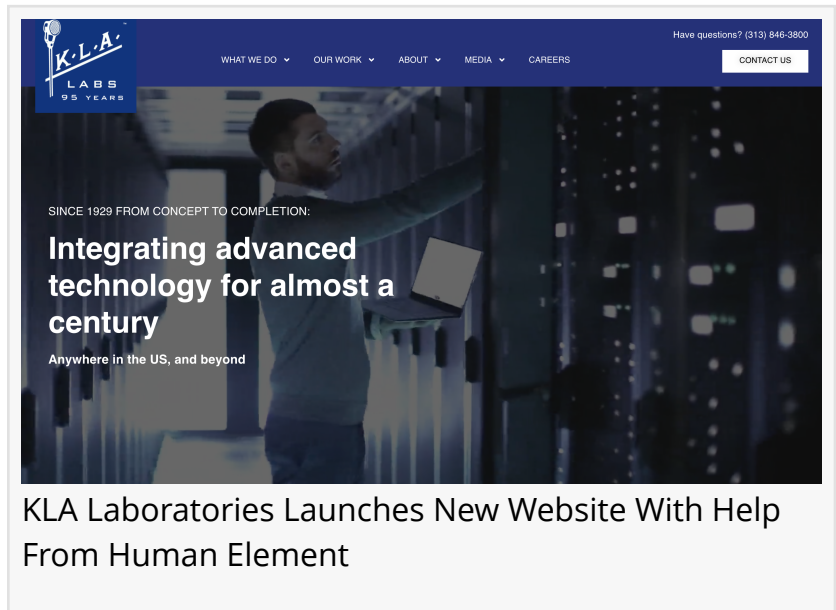 K.L.A.
LABS
95 YEARS
Have questions? (313) 846-3800
WHAT WE DO
OUR WORK
ABOUT
MEDIA
CAREERS
CONTACT US
SINCE 1929 FROM CONCEPT TO COMPLETION:
Integrating advanced
technology for almost a
century
Anywhere in the US, and beyond
KLA Laboratories Launches New Website With Help
From Human Element